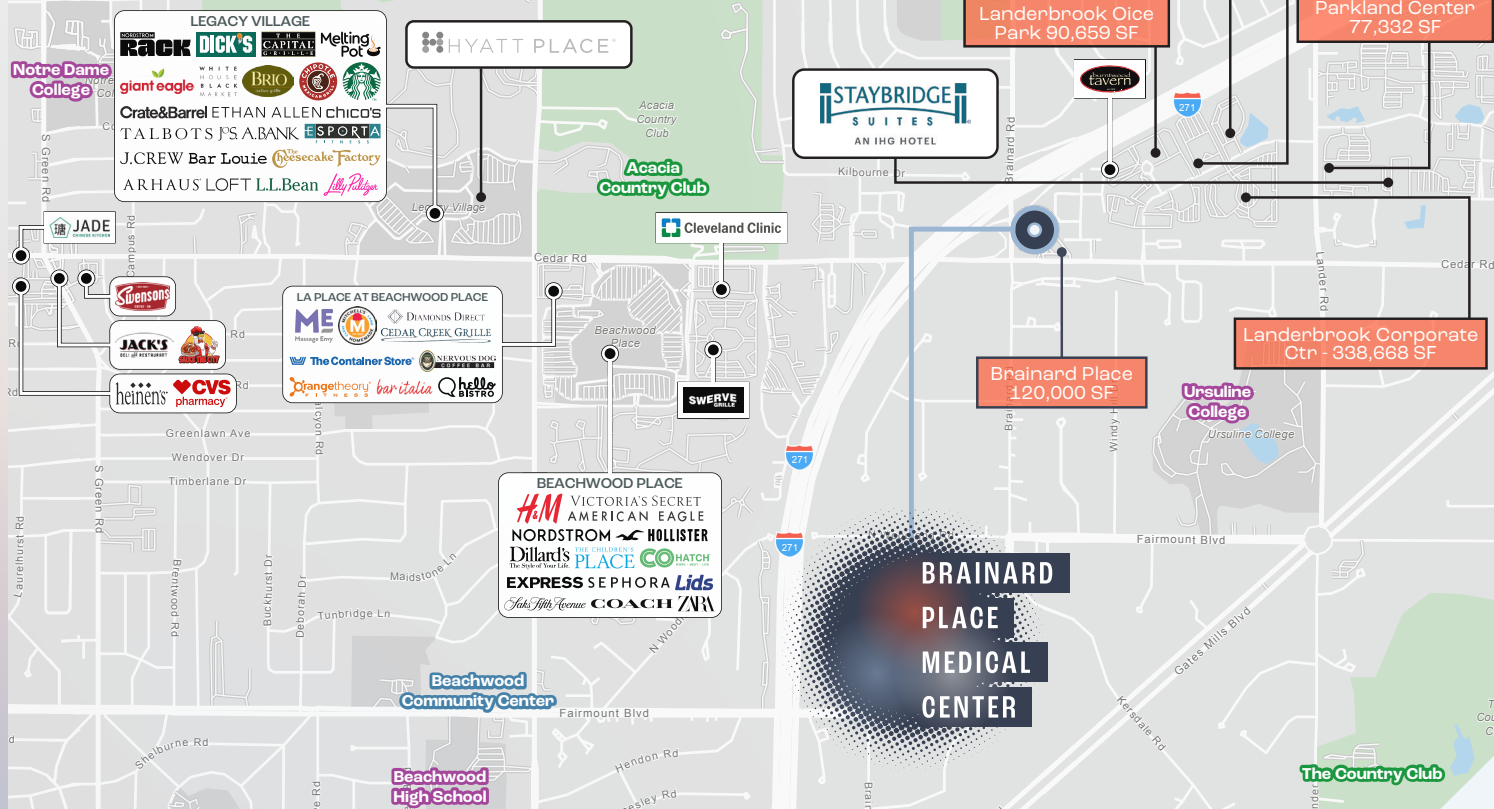 LEGACY VILLAGE
NORDSTROM
RACK
DICK'S
THE
CAPITAL
GRILLE
Melting
Pot
giant eagle
WHITE
HOUSE
BLACK
MARKET
BRIO
CHIPOTLE
STARBUCKS
Crate&Barrel ETHAN ALLEN chico's
TALBOTS JOS. A. BANK ESPORTA
FITNESS
J.CREW Bar Louie The Cheesecake Factory
ARHAUS LOFT L.L.Bean Lilly Pulitzer
HYATT PLACE
Notre Dame
College
Landerbrook Oice
Park 90,659 SF
Parkland Center
77,332 SF
burntwood
tavern
271
STAYBRIDGE
SUITES
AN IHG HOTEL
Acacia
Country
Club
Acacia
Country Club
Kilbourne Dr
Brainard Rd
S Green Rd
Campus Rd
Legacy Village
JADE
CHINESE KITCHEN
Cleveland Clinic
Cedar Rd
Cedar Rd
Lander Rd
Swensons
JACK'S
DELI and RESTAURANT
Rd
heinen's
CVS
pharmacy
Rd
LA PLACE AT BEACHWOOD PLACE
ME
Massage Envy
MITCHELL'S
HOMEMADE
DIAMONDS DIRECT
CEDAR CREEK GRILLE
The Container Store
NERVOUS DOG
COFFEE BAR
Orangetheory
FITNESS
bar italia
hello
BISTRO
Beachwood
Place
SWERVE
GRILLE
Landerbrook Corporate
Ctr - 338,668 SF
Brainard Place
120,000 SF
Ursuline
College
Ursuline College
Greenlawn Ave
Wendover Dr
Timberlane Dr
S Green Rd
271
BEACHWOOD PLACE
H&M
VICTORIA'S SECRET
AMERICAN EAGLE
NORDSTROM HOLLISTER
Dillard's
The Style of Your Life.
THE CHILDREN'S
PLACE
COHATCH
EXPRESS SEPHORA Lids
Saks Fifth Avenue COACH ZARA
271
Fairmount Blvd
BRAINARD
PLACE
MEDICAL
CENTER
Laurelhurst Rd
Brentwood Rd
Buckhurst Dr
Deborah Dr
Maidstone Ln
Tunbridge Ln
Gates Mills Blvd
Beachwood
Community Center
Fairmount Blvd
Kersdale Rd
Shelburne Rd
Hendon Rd
Beachwood
High School
The Country Club